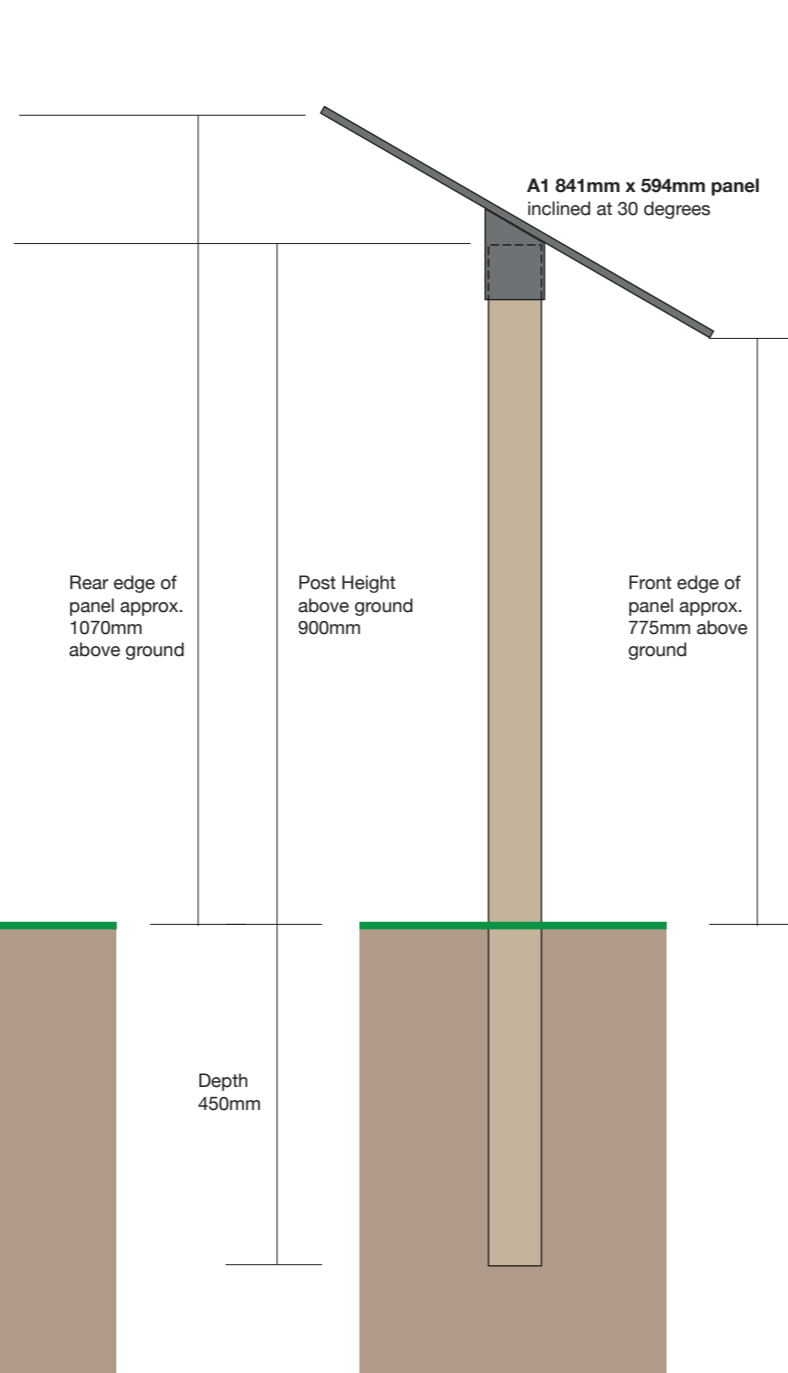 A1 841mm x 594mm panel
inclined at 30 degrees
Rear edge of
panel approx.
1070mm
above ground
Post Height
above ground
900mm
Front edge of
panel approx.
775mm above
ground
Depth
450mm